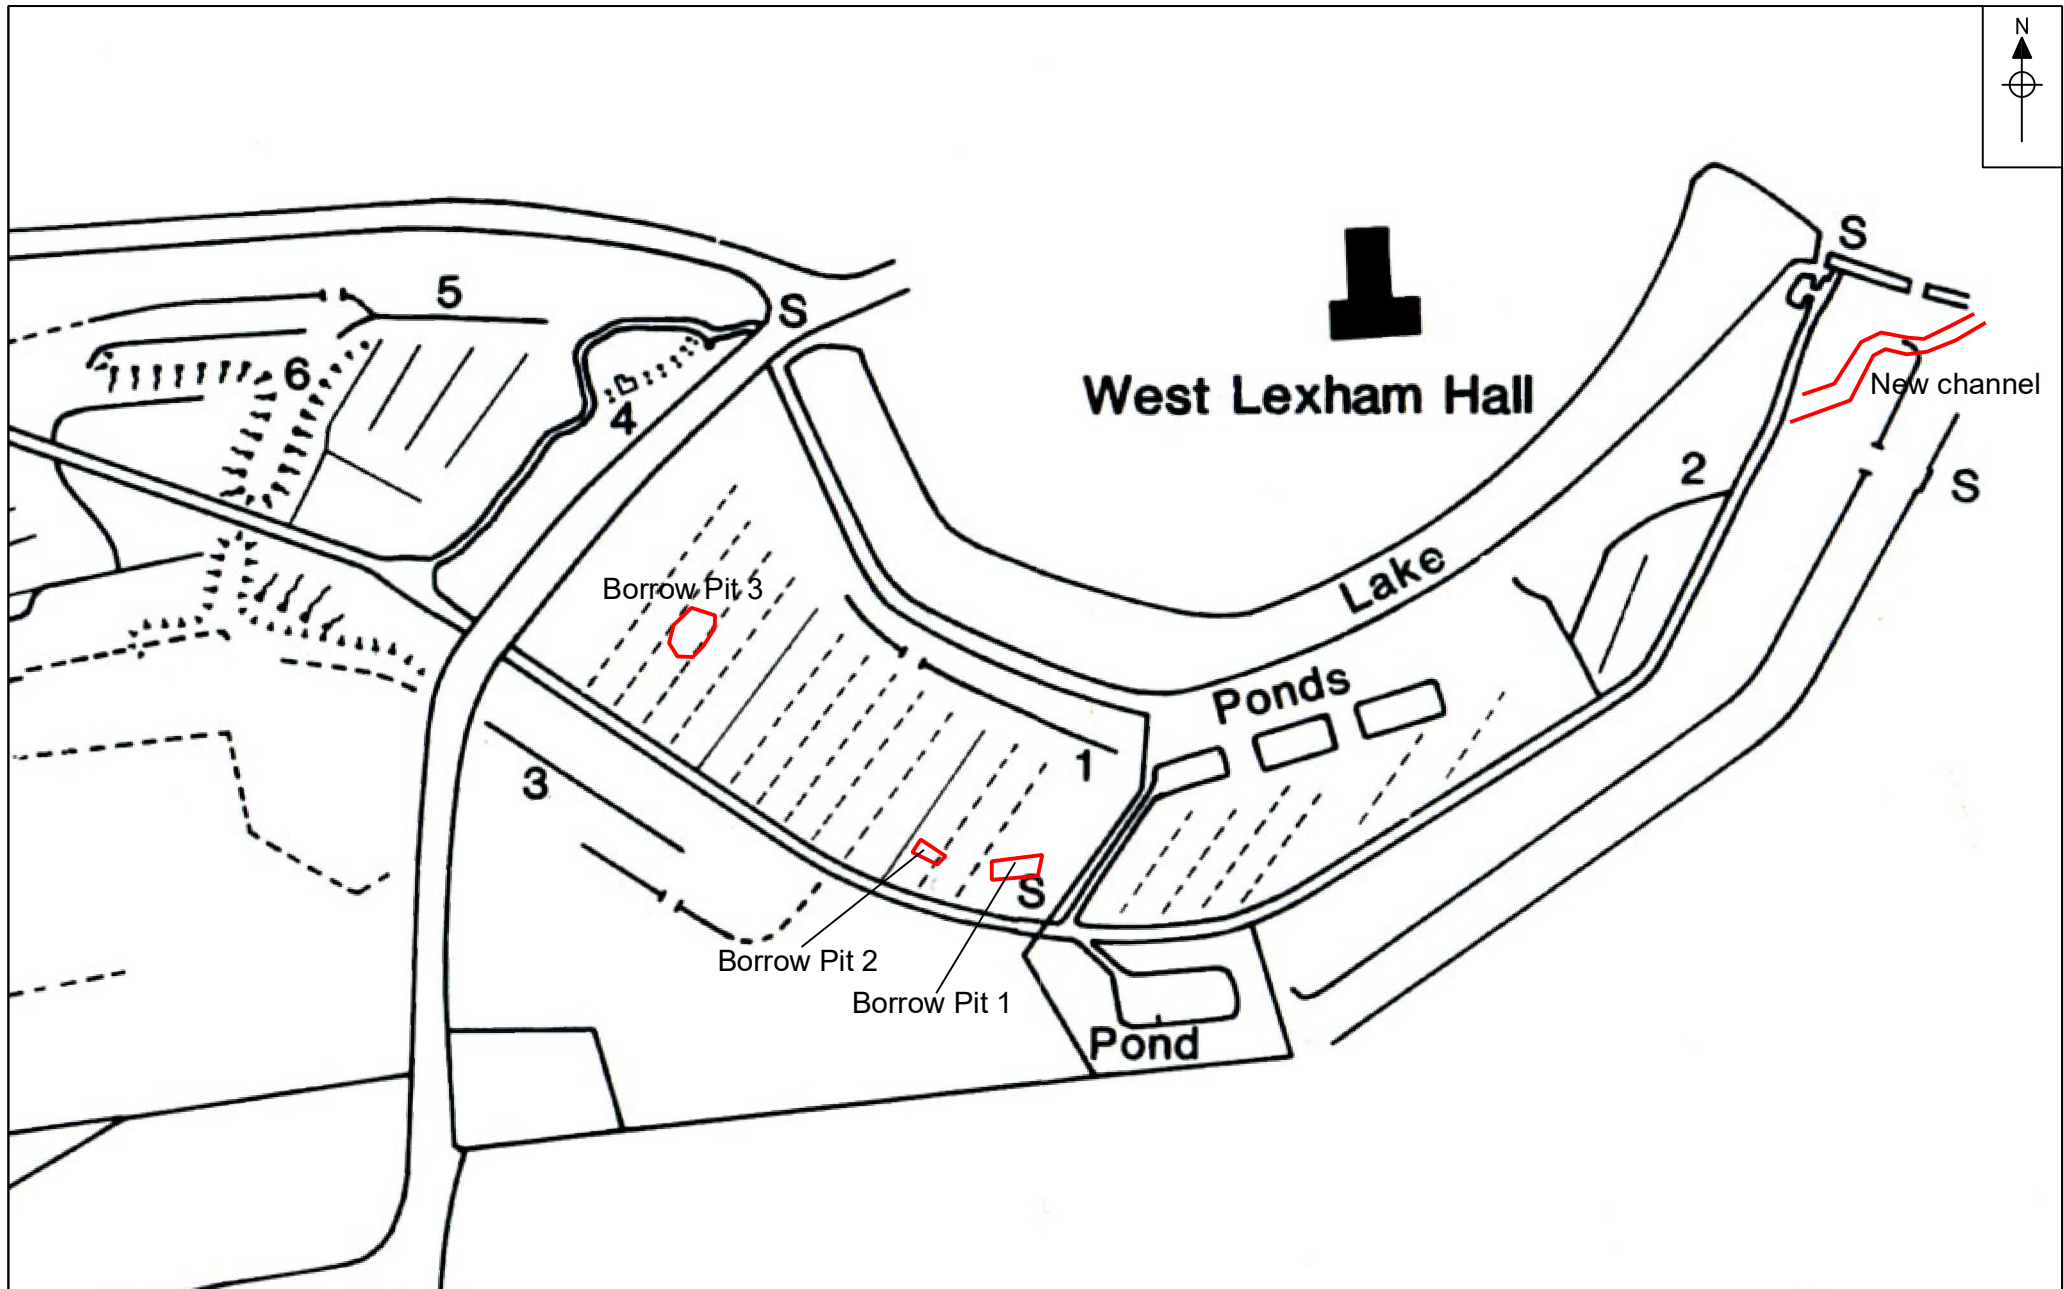 N
S
5
S
6
New channel
West Lexham Hall
4
2
S
Lake
Borrow Pit 3
Ponds
1
3
S
Borrow Pit 2
Borrow Pit 1
Pond